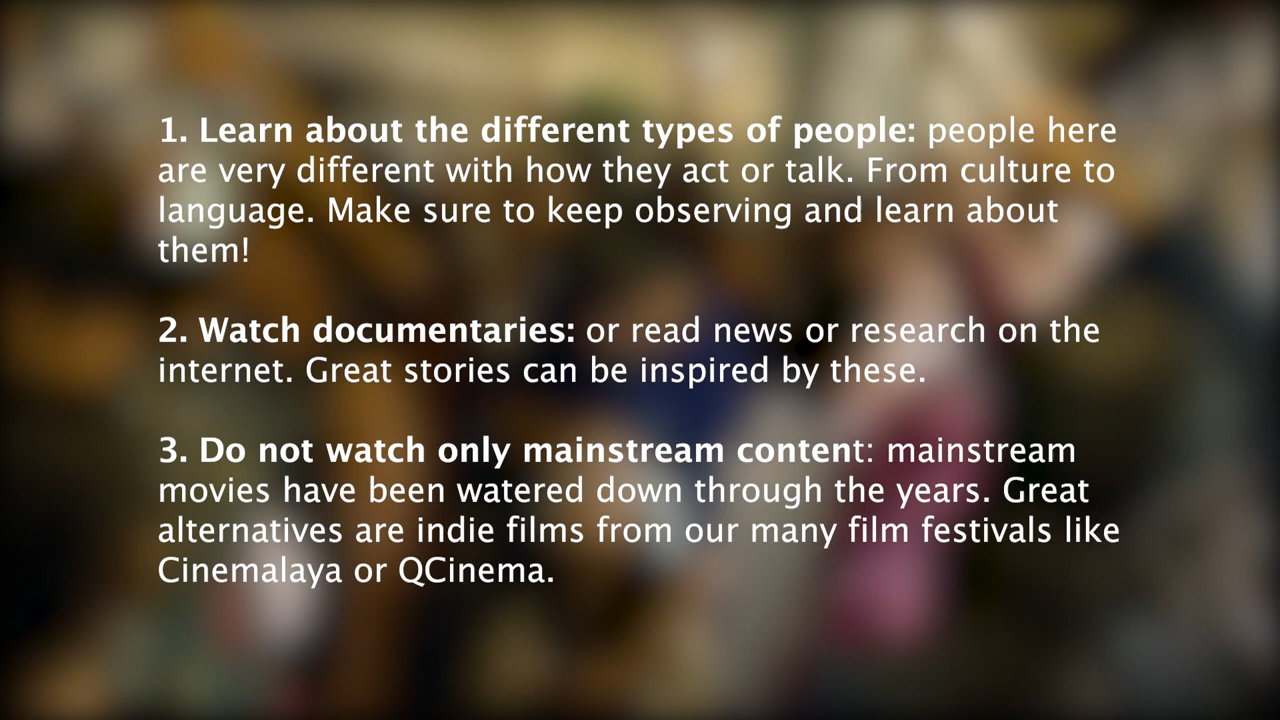 1. Learn about the different types of people: people here
are very different with how they act or talk. From culture to
language. Make sure to keep observing and learn about
them!
2. Watch documentaries: or read news or research on the
internet. Great stories can be inspired by these.
3. Do not watch only mainstream content: mainstream
movies have been watered down through the years. Great
alternatives are indie films from our many film festivals like
Cinemalaya or QCinema.